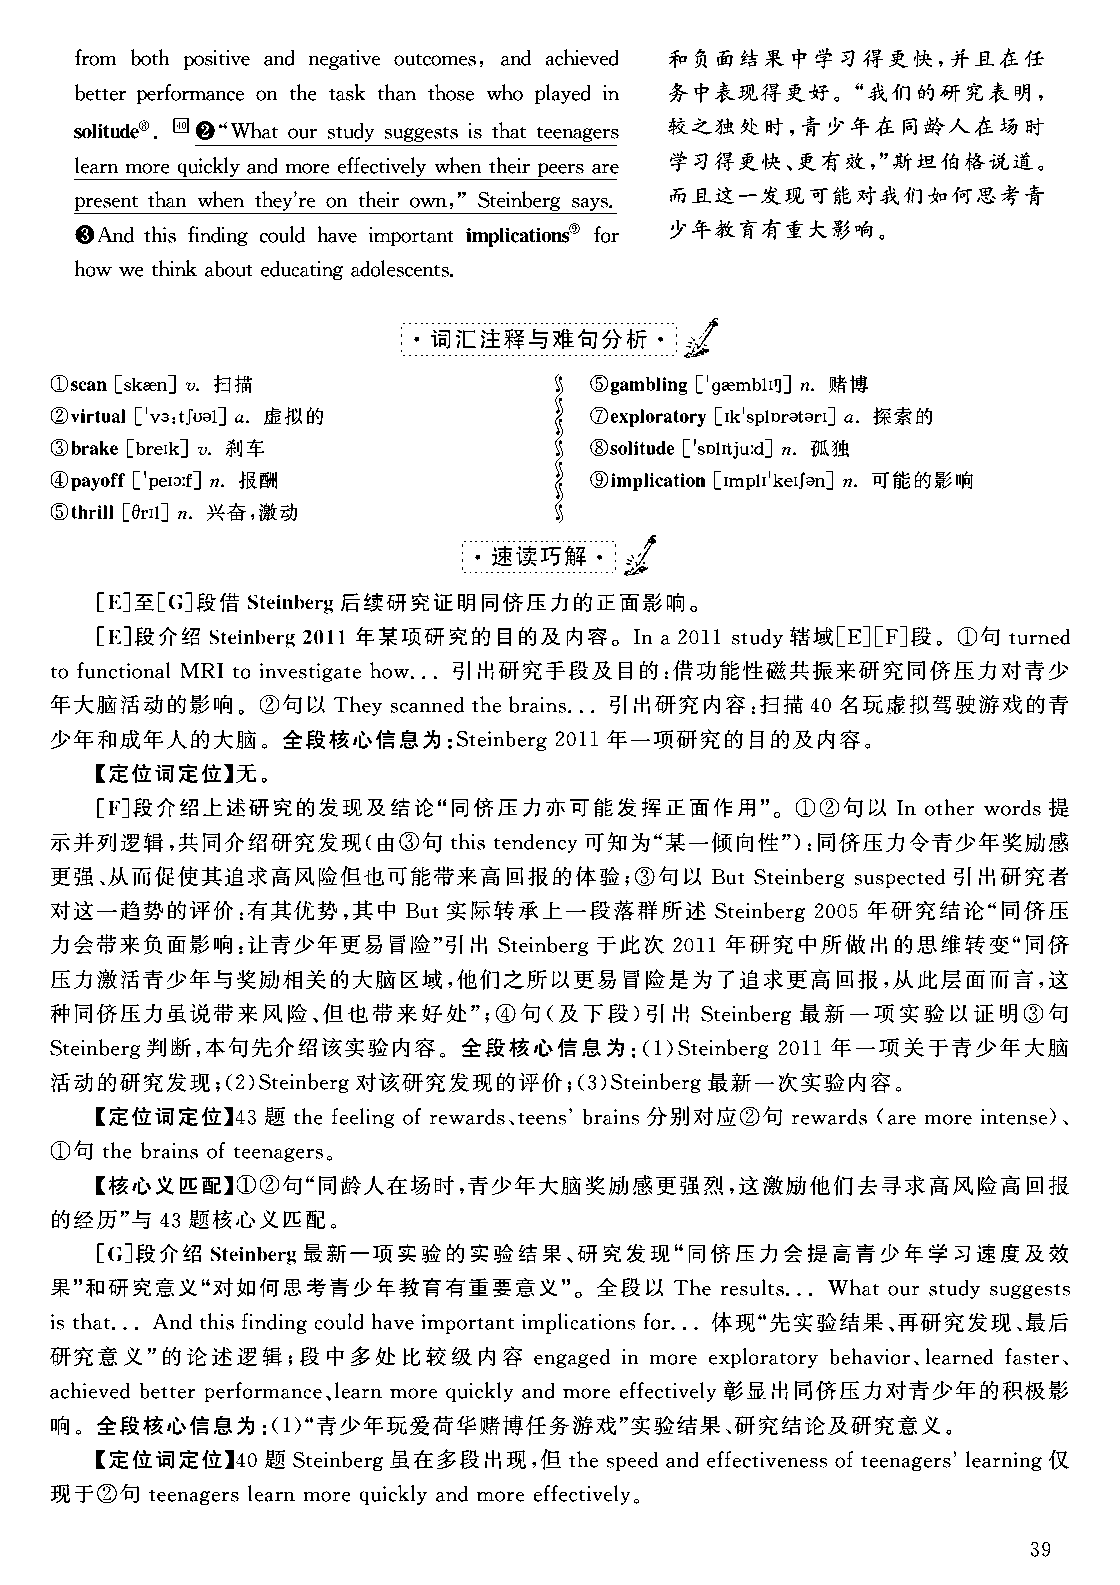 from both positive and negative outcomes, and achieved
better performance on the task than those who played in
solitude⑧. 40 ❷“What our study suggests is that teenagers
learn more quickly and more effectively when their peers are
present than when they’re on their own,” Steinberg says.
❸And this finding could have important implications⑨ for
how we think about educating adolescents.
和负面结果中学习得更快,并且在任
务中表现得更好。“我们的研究表明,
较之独处时,青少年在同龄人在场时
学习得更快、更有效,”斯坦伯格说道。
而且这一发现可能对我们如何思考青
少年教育有重大影响。
·词汇注释与难句分析·
①scan [skæn] v. 扫描
②virtual [ˈvɜːtʃʊəl] a. 虚拟的
③brake [breɪk] v. 刹车
④payoff [ˈpeɪɔːf] n. 报酬
⑤thrill [θrɪl] n. 兴奋,激动
⑤gambling [ˈɡæmblɪŋ] n. 赌博
⑦exploratory [ɪkˈsplɒrətərɪ] a. 探索的
⑧solitude [ˈsɒlɪtjuːd] n. 孤独
⑨implication [ɪmplɪˈkeɪʃən] n. 可能的影响
·速读巧解·
[E]至[G]段借 Steinberg 后续研究证明同侪压力的正面影响。
[E]段介绍 Steinberg 2011 年某项研究的目的及内容。In a 2011 study 辖域[E][F]段。①句 turned
to functional MRI to investigate how... 引出研究手段及目的:借功能性磁共振来研究同侪压力对青少
年大脑活动的影响。②句以 They scanned the brains... 引出研究内容:扫描 40 名玩虚拟驾驶游戏的青
少年和成年人的大脑。全段核心信息为:Steinberg 2011 年一项研究的目的及内容。
【定位词定位】无。
[F]段介绍上述研究的发现及结论“同侪压力亦可能发挥正面作用”。①②句以 In other words 提
示并列逻辑,共同介绍研究发现(由③句 this tendency 可知为“某一倾向性”):同侪压力令青少年奖励感
更强、从而促使其追求高风险但也可能带来高回报的体验;③句以 But Steinberg suspected 引出研究者
对这一趋势的评价:有其优势,其中 But 实际转承上一段落群所述 Steinberg 2005 年研究结论“同侪压
力会带来负面影响:让青少年更易冒险”引出 Steinberg 于此次 2011 年研究中所做出的思维转变“同侪
压力激活青少年与奖励相关的大脑区域,他们之所以更易冒险是为了追求更高回报,从此层面而言,这
种同侪压力虽说带来风险、但也带来好处”;④句(及下段)引出 Steinberg 最新一项实验以证明③句
Steinberg 判断,本句先介绍该实验内容。全段核心信息为:(1)Steinberg 2011 年一项关于青少年大脑
活动的研究发现;(2)Steinberg 对该研究发现的评价;(3)Steinberg 最新一次实验内容。
【定位词定位】43 题 the feeling of rewards、teens’ brains 分别对应②句 rewards (are more intense)、
①句 the brains of teenagers。
【核心义匹配】①②句“同龄人在场时,青少年大脑奖励感更强烈,这激励他们去寻求高风险高回报
的经历”与 43 题核心义匹配。
[G]段介绍 Steinberg 最新一项实验的实验结果、研究发现“同侪压力会提高青少年学习速度及效
果”和研究意义“对如何思考青少年教育有重要意义”。全段以 The results... What our study suggests
is that... And this finding could have important implications for... 体现“先实验结果、再研究发现、最后
研究意义”的论述逻辑;段中多处比较级内容 engaged in more exploratory behavior、learned faster、
achieved better performance、learn more quickly and more effectively 彰显出同侪压力对青少年的积极影
响。全段核心信息为:(1)“青少年玩爱荷华赌博任务游戏”实验结果、研究结论及研究意义。
【定位词定位】40 题 Steinberg 虽在多段出现,但 the speed and effectiveness of teenagers’ learning 仅
现于②句 teenagers learn more quickly and more effectively。
39